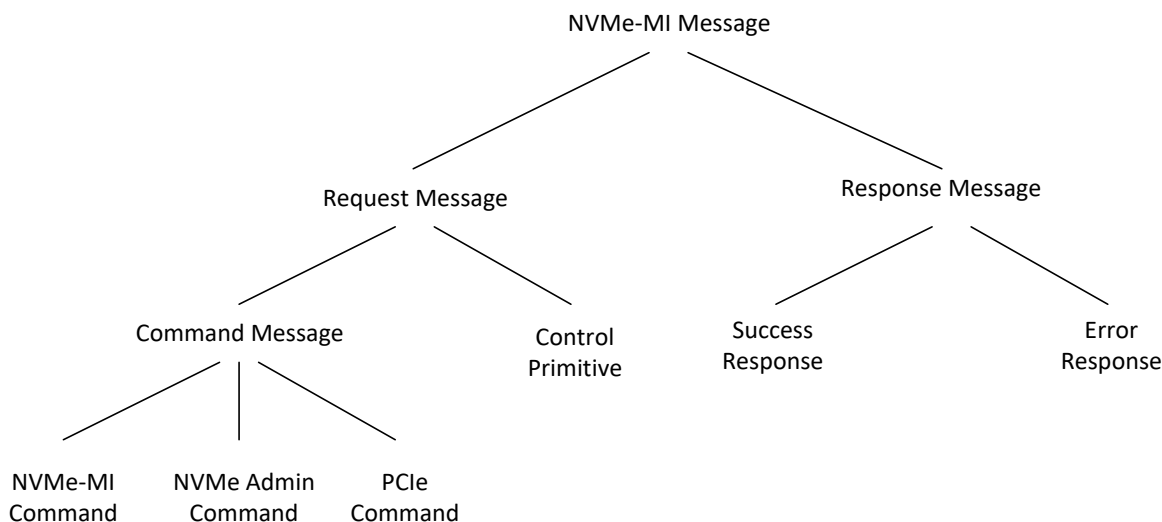 NVMe-MI Message
Request Message
Response Message
Command Message
Control
Primitive
Success
Response
Error
Response
NVMe-MI
Command
NVMe Admin
Command
PCIe
Command